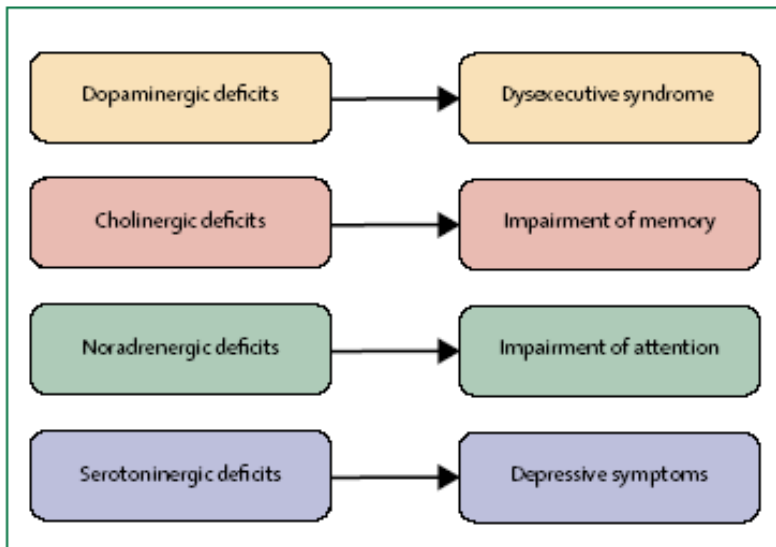 Dopaminergic deficits
Dysexecutive syndrome
Cholinergic deficits
Impairment of memory
Noradrenergic deficits
Impairment of attention
Serotoninergic deficits
Depressive symptoms